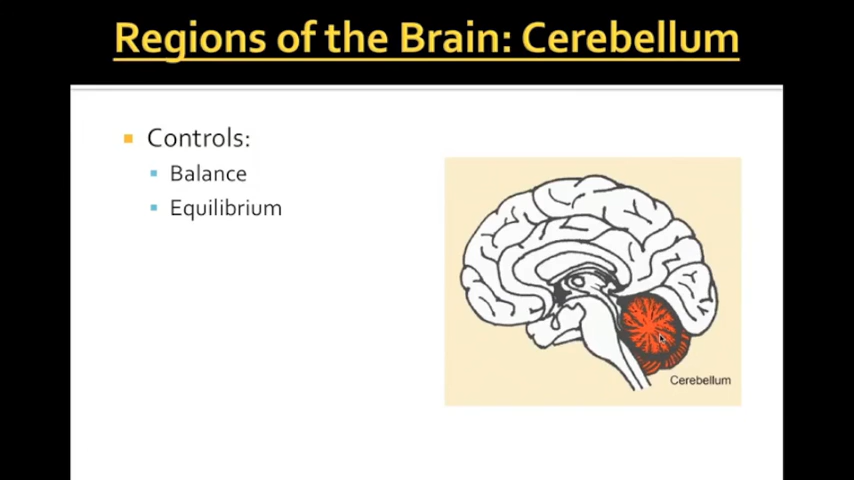 Regions of the Brain: Cerebellum
Controls:
Balance
Equilibrium
Cerebellum